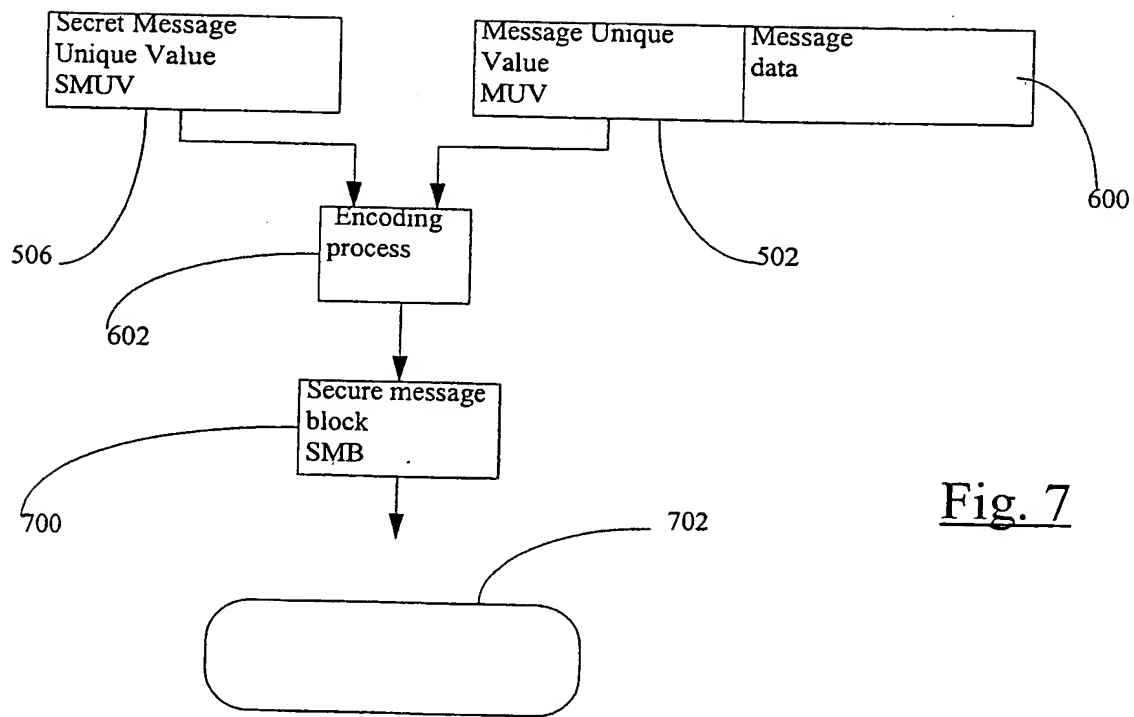 Secret Message
Unique Value
SMUV
Message Unique
Value
MUV
Message
data
600
506
Encoding
process
502
602
Secure message
block
SMB
700
702
Fig. 7